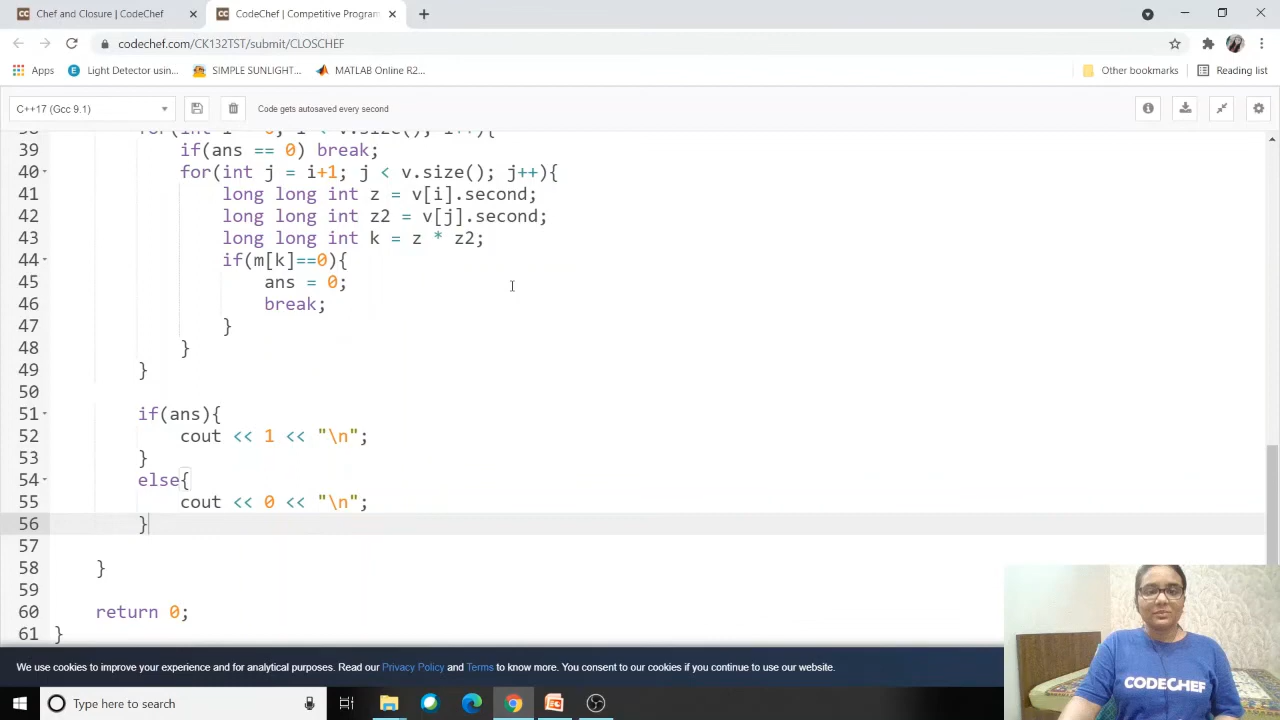 Chef and Closure | CodeChef
CodeChef | Competitive Program
codechef.com/CK132TST/submit/CLOSCHEF
Apps
Light Detector usin...
SIMPLE SUNLIGHT...
MATLAB Online R2...
Other bookmarks
Reading list
C++17 (Gcc 9.1)
Code gets autosaved every second
38 for(int i = 0; i < v.size(); i++){
39 if(ans == 0) break;
40 for(int j = i+1; j < v.size(); j++){
41 long long int z = v[i].second;
42 long long int z2 = v[j].second;
43 long long int k = z * z2;
44 if(m[k]==0){
45 ans = 0;
46 break;
47 }
48 }
49 }
50
51 if(ans){
52 cout << 1 << "\n";
53 }
54 else{
55 cout << 0 << "\n";
56 }
57
58 }
59
60 return 0;
61 }
We use cookies to improve your experience and for analytical purposes. Read our Privacy Policy and Terms to know more. You consent to our cookies if you continue to use our website.
Type here to search
CODECHEF